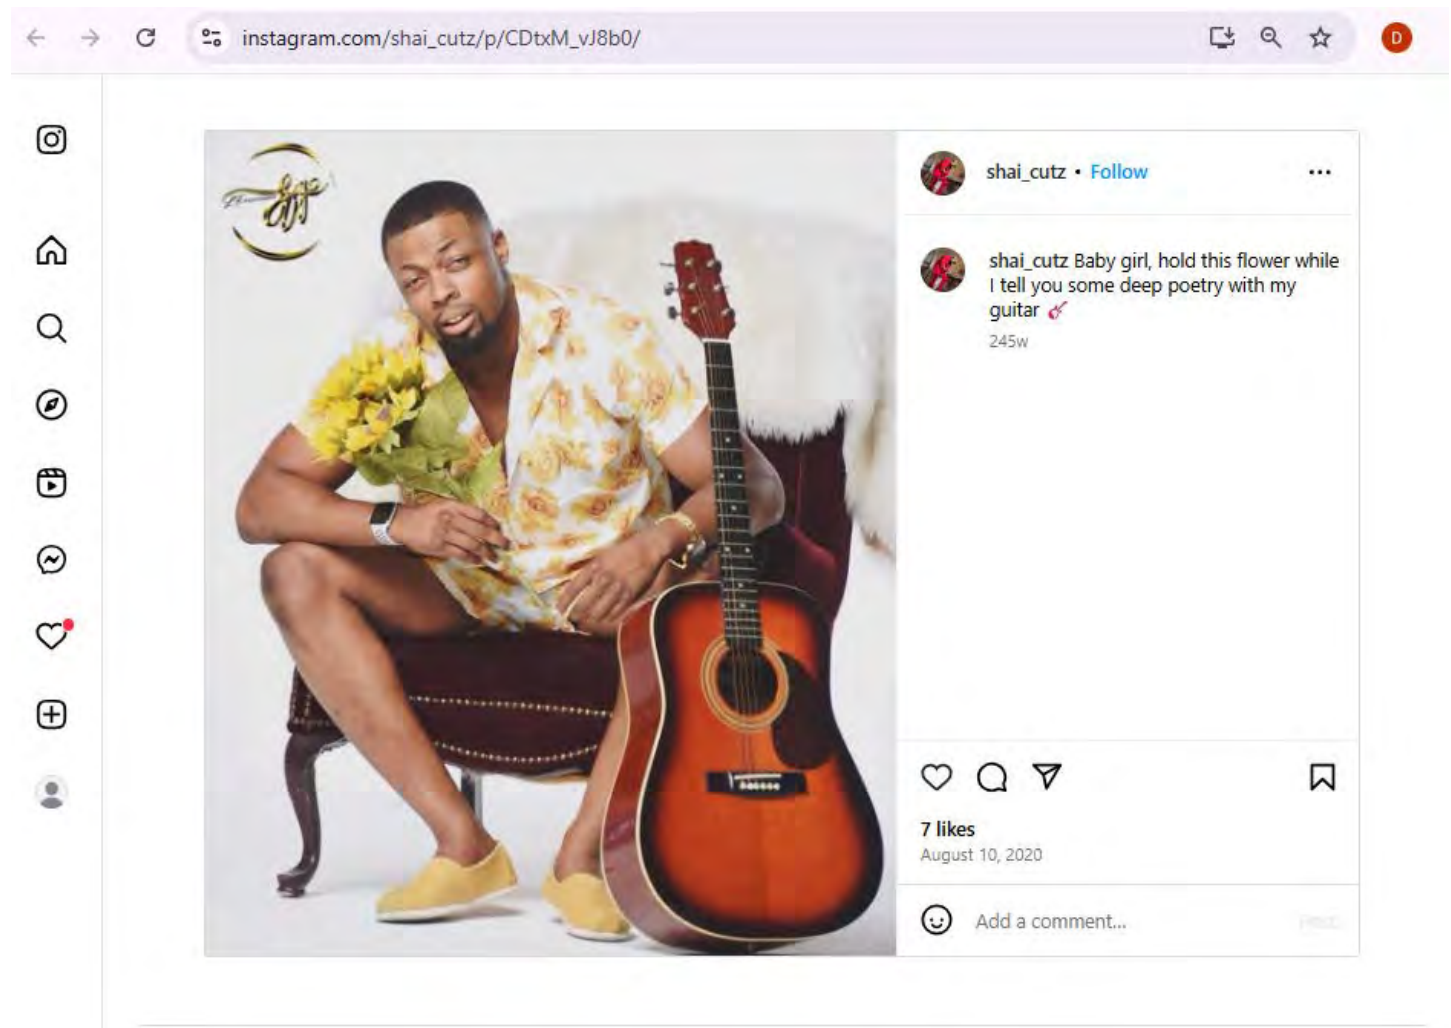 instagram.com/shai_cutz/p/CDtxM_vJ8b0/
D
shai_cutz • Follow
shai_cutz Baby girl, hold this flower while
I tell you some deep poetry with my
guitar
245w
7 likes
August 10, 2020
Add a comment...
Post